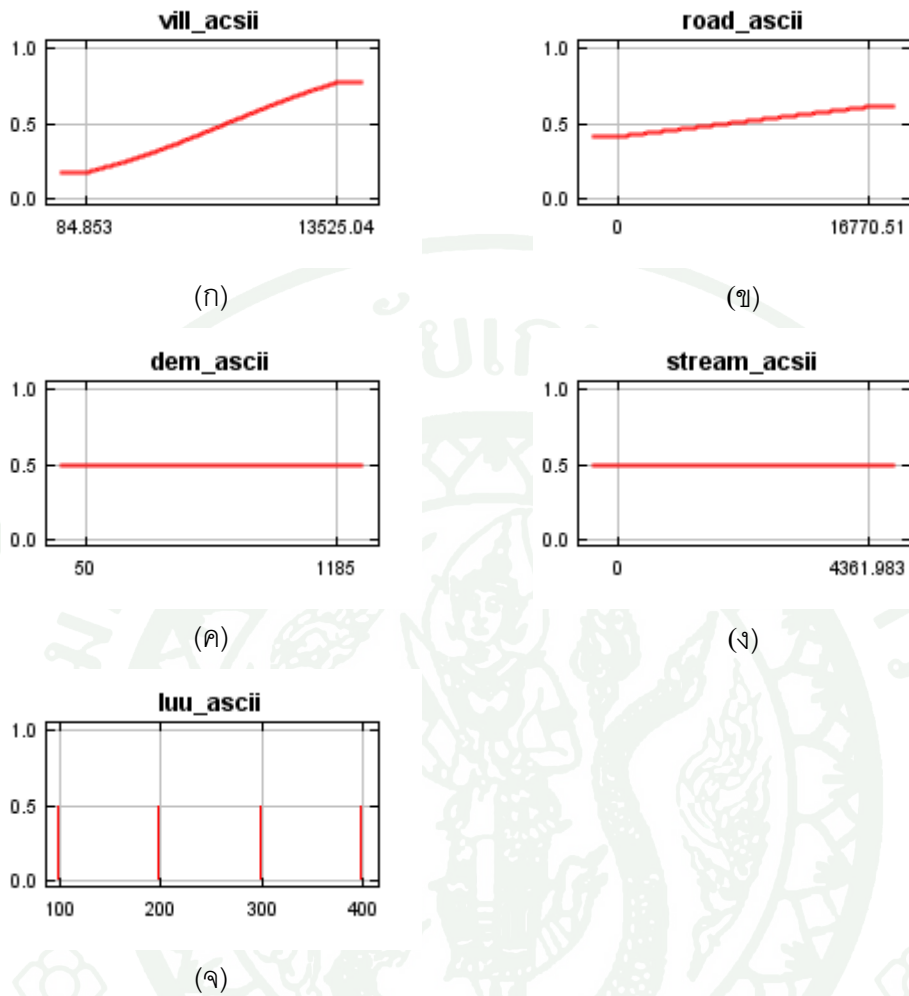 vill_acsii
road_ascii
1.0
0.5
0.0
84.853 13525.04
1.0
0.5
0.0
0 16770.51
(ก)
(ข)
dem_ascii
stream_acsii
1.0
0.5
0.0
50 1185
1.0
0.5
0.0
0 4361.983
(ค)
(ง)
luu_ascii
1.0
0.5
0.0
100 200 300 400
(จ)